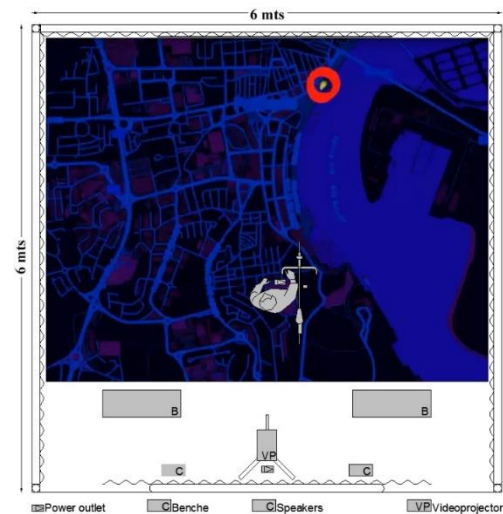 6 mts
6 mts
B
B
VP
C
C
Power outlet
C Benche
C Speakers
VP Videoprojector